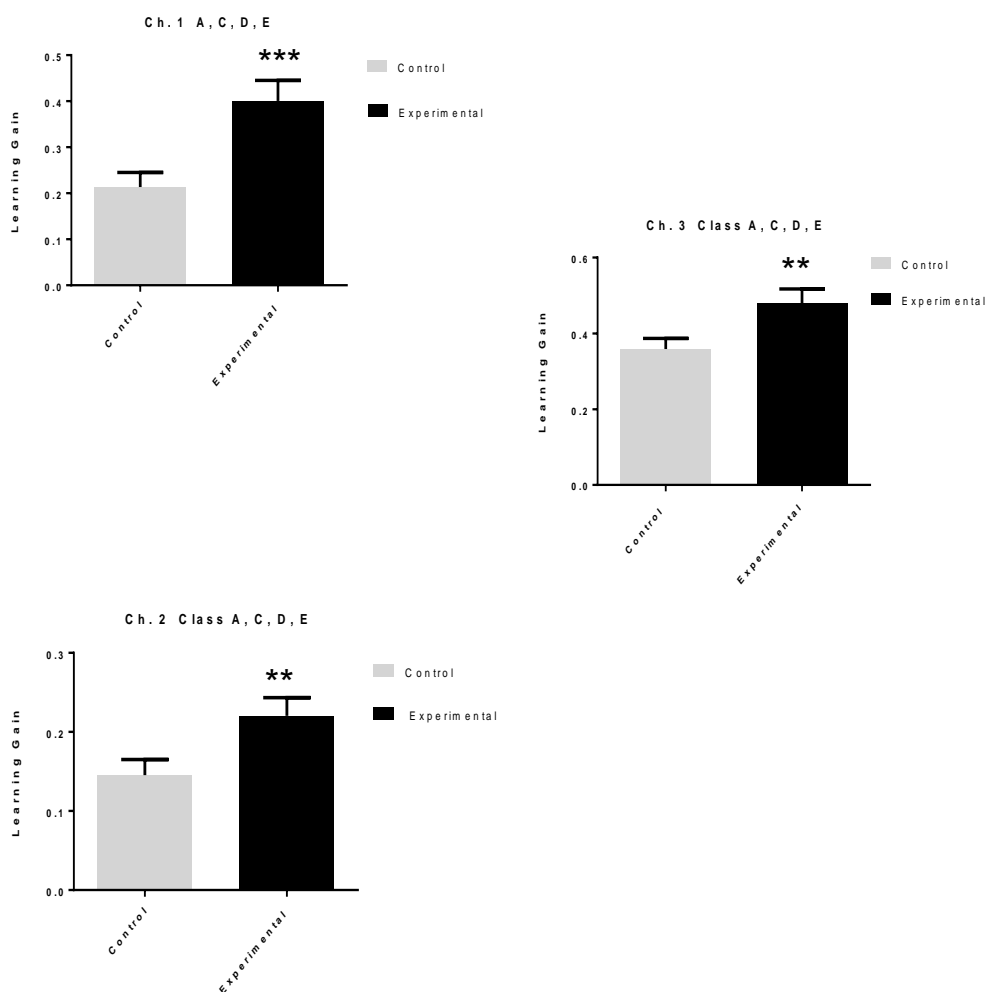 Ch. 1 A, C, D, E
***
0.5
0.4
0.3
0.2
0.1
0.0
Learning Gain
Control
Experimental
Control
Experimental
Ch. 3 Class A, C, D, E
**
0.6
0.4
0.2
0.0
Learning Gain
Control
Experimental
Control
Experimental
Ch. 2 Class A, C, D, E
**
0.3
0.2
0.1
0.0
Learning Gain
Control
Experimental
Control
Experimental